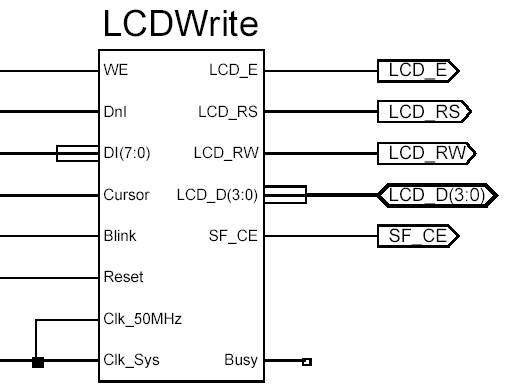 LCDWrite
WE LCD_E LCD_E
DnI LCD_RS LCD_RS
DI(7:0) LCD_RW LCD_RW
Cursor LCD_D(3:0) LCD_D(3:0)
Blink SF_CE SF_CE
Reset
Clk_50MHz
Clk_Sys Busy